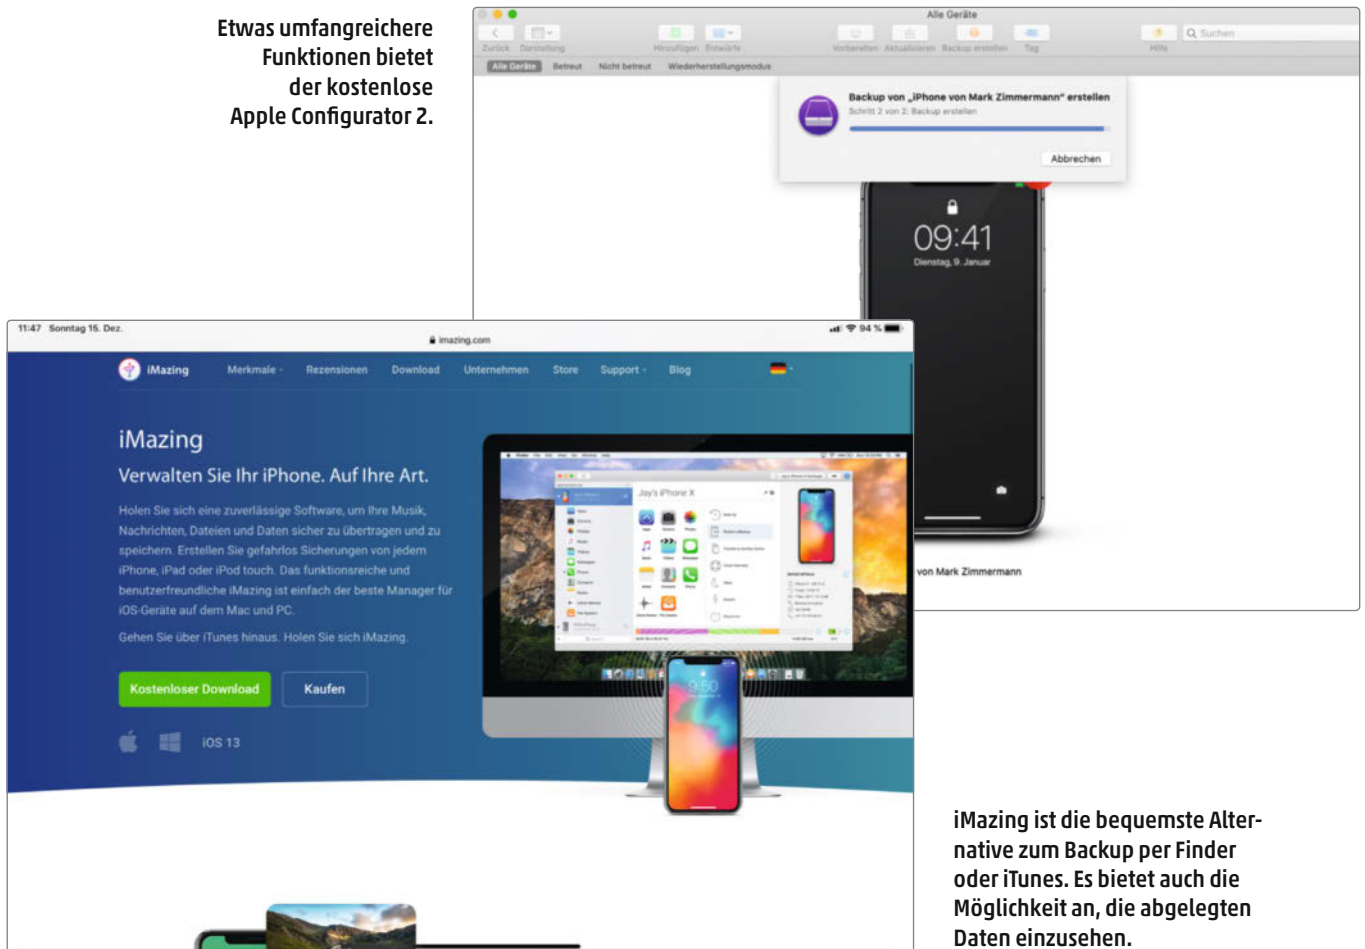 Etwas umfangreichere
Funktionen bietet
der kostenlose
Apple Configurator 2.
Alle Geräte
Zurück Darstellung Hinzufügen Entwürfe Vorbereiten Aktualisieren Backup erstellen Tag Hilfe Suchen
Alle Geräte Betreut Nicht betreut Wiederherstellungsmodus
Backup von „iPhone von Mark Zimmermann“ erstellen
Schritt 2 von 2: Backup erstellen
Abbrechen
09:41
Dienstag, 9. Januar
von Mark Zimmermann
11:47 Sonntag 15. Dez. 94 %
imazing.com
iMazing Merkmale Rezensionen Download Unternehmen Store Support Blog
iMazing
Verwalten Sie Ihr iPhone. Auf Ihre Art.
Holen Sie sich eine zuverlässige Software, um Ihre Musik,
Nachrichten, Dateien und Daten sicher zu übertragen und zu
speichern. Erstellen Sie gefahrlos Sicherungen von jedem
iPhone, iPad oder iPod touch. Das funktionsreiche und
benutzerfreundliche iMazing ist einfach der beste Manager für
iOS-Geräte auf dem Mac und PC.
Gehen Sie über iTunes hinaus. Holen Sie sich iMazing.
Kostenloser Download Kaufen
iOS 13
Jay's iPhone X
9:50
iMazing ist die bequemste Alter-
native zum Backup per Finder
oder iTunes. Es bietet auch die
Möglichkeit an, die abgelegten
Daten einzusehen.